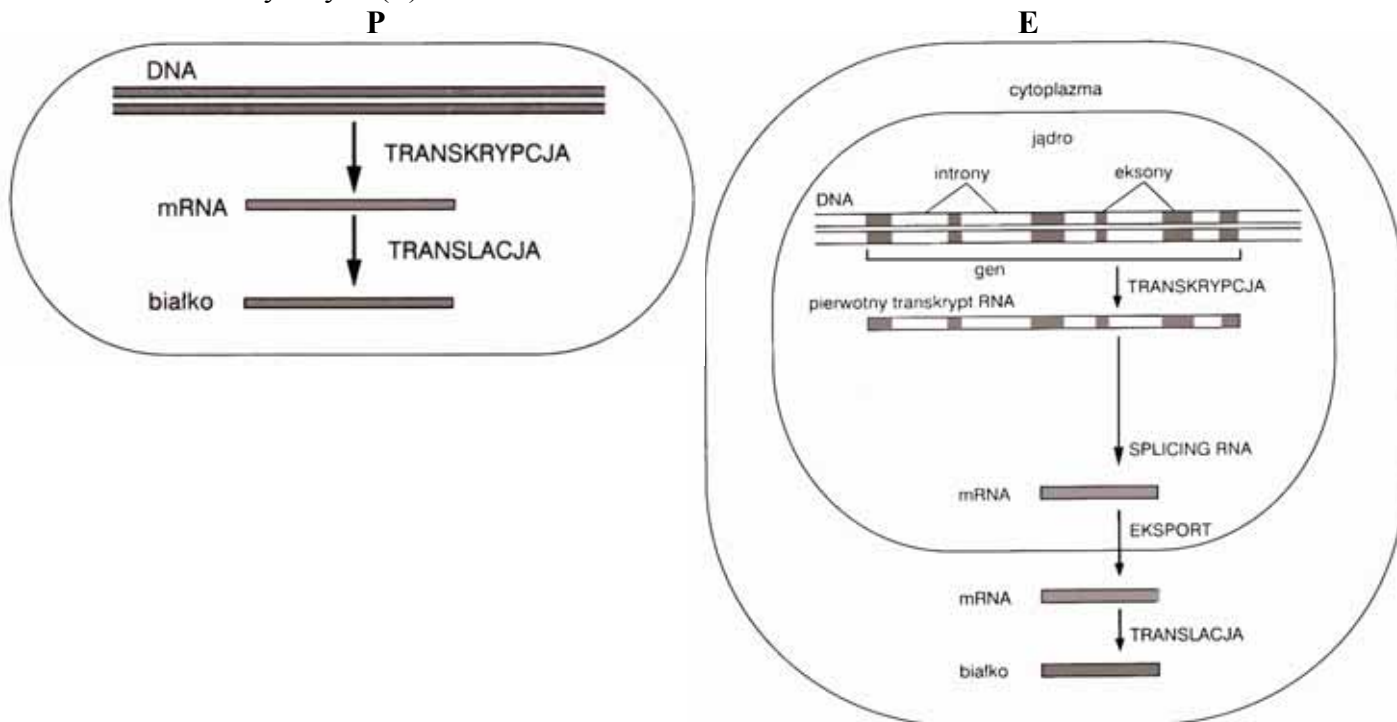 P
DNA
TRANSKRYPCJA
mRNA
TRANSLACJA
białko
E
cytoplazma
jądro
introny
eksony
DNA
gen
TRANSKRYPCJA
pierwotny transkrypt RNA
SPLICING RNA
mRNA
EKSPORT
mRNA
TRANSLACJA
białko